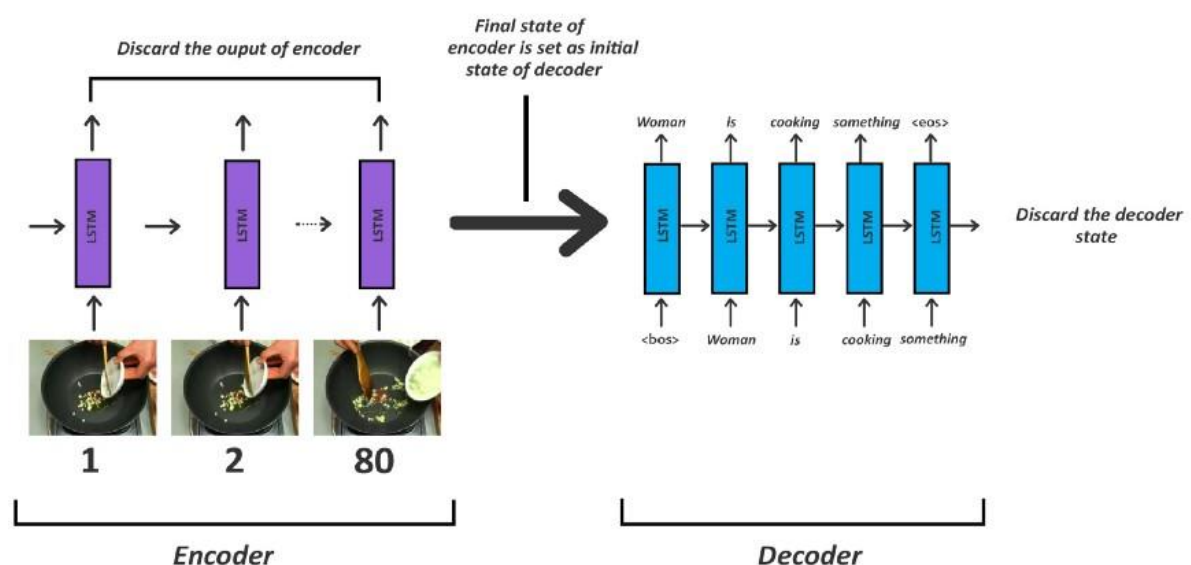 Discard the ouput of encoder
Final state of
encoder is set as initial
state of decoder
LSTM
LSTM
LSTM
1
2
80
Encoder
Woman
is
cooking
something
<eos>
LSTM
LSTM
LSTM
LSTM
LSTM
<bos>
Woman
is
cooking
something
Discard the decoder
state
Decoder